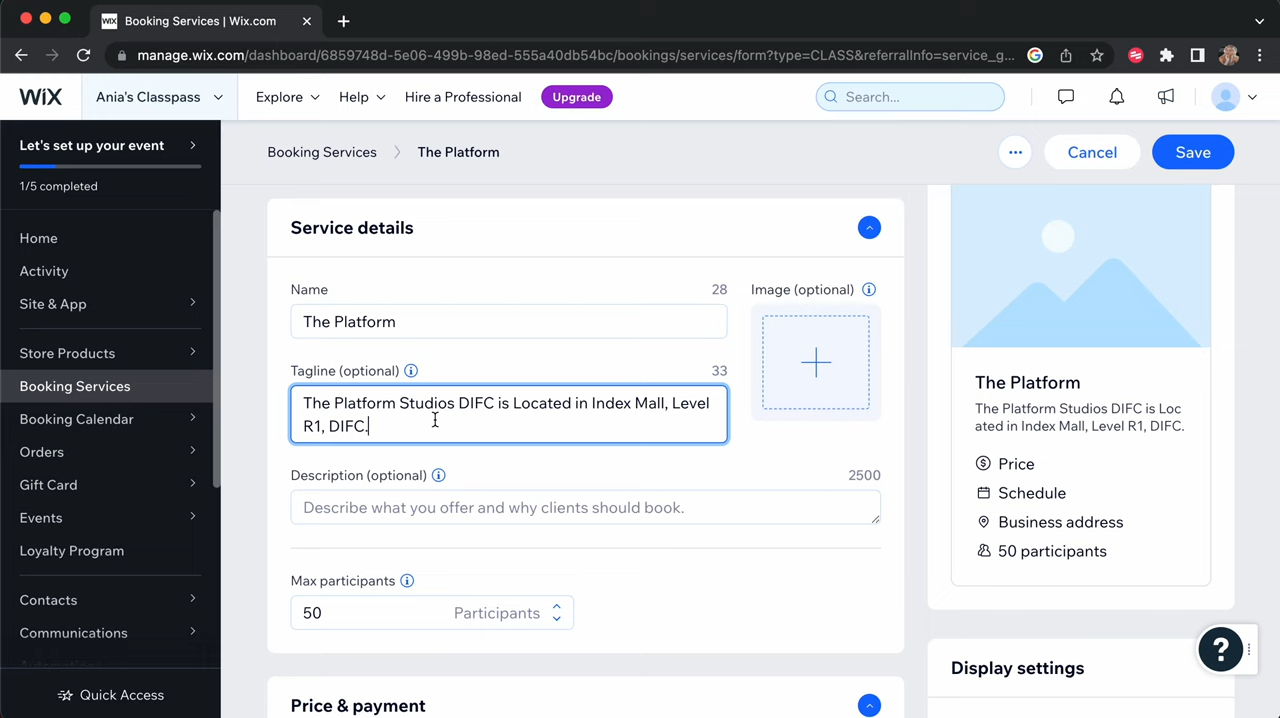 WiX Booking Services | Wix.com
manage.wix.com/dashboard/6859748d-5e06-499b-98ed-555a40db54bc/bookings/services/form?type=CLASS&referralInfo=service_g...
WiX Ania's Classpass Explore Help Hire a Professional Upgrade Search...
Let's set up your event
1/5 completed
Home
Activity
Site & App
Store Products
Booking Services
Booking Calendar
Orders
Gift Card
Events
Loyalty Program
Contacts
Communications
Automations
Quick Access
Booking Services > The Platform ... Cancel Save
Service details
Name 28
The Platform
Tagline (optional) 33
The Platform Studios DIFC is Located in Index Mall, Level
R1, DIFC.
Image (optional)
Description (optional) 2500
Describe what you offer and why clients should book.
Max participants
50 Participants
Price & payment
The Platform
The Platform Studios DIFC is Loc
ated in Index Mall, Level R1, DIFC.
Price
Schedule
Business address
50 participants
Display settings
?